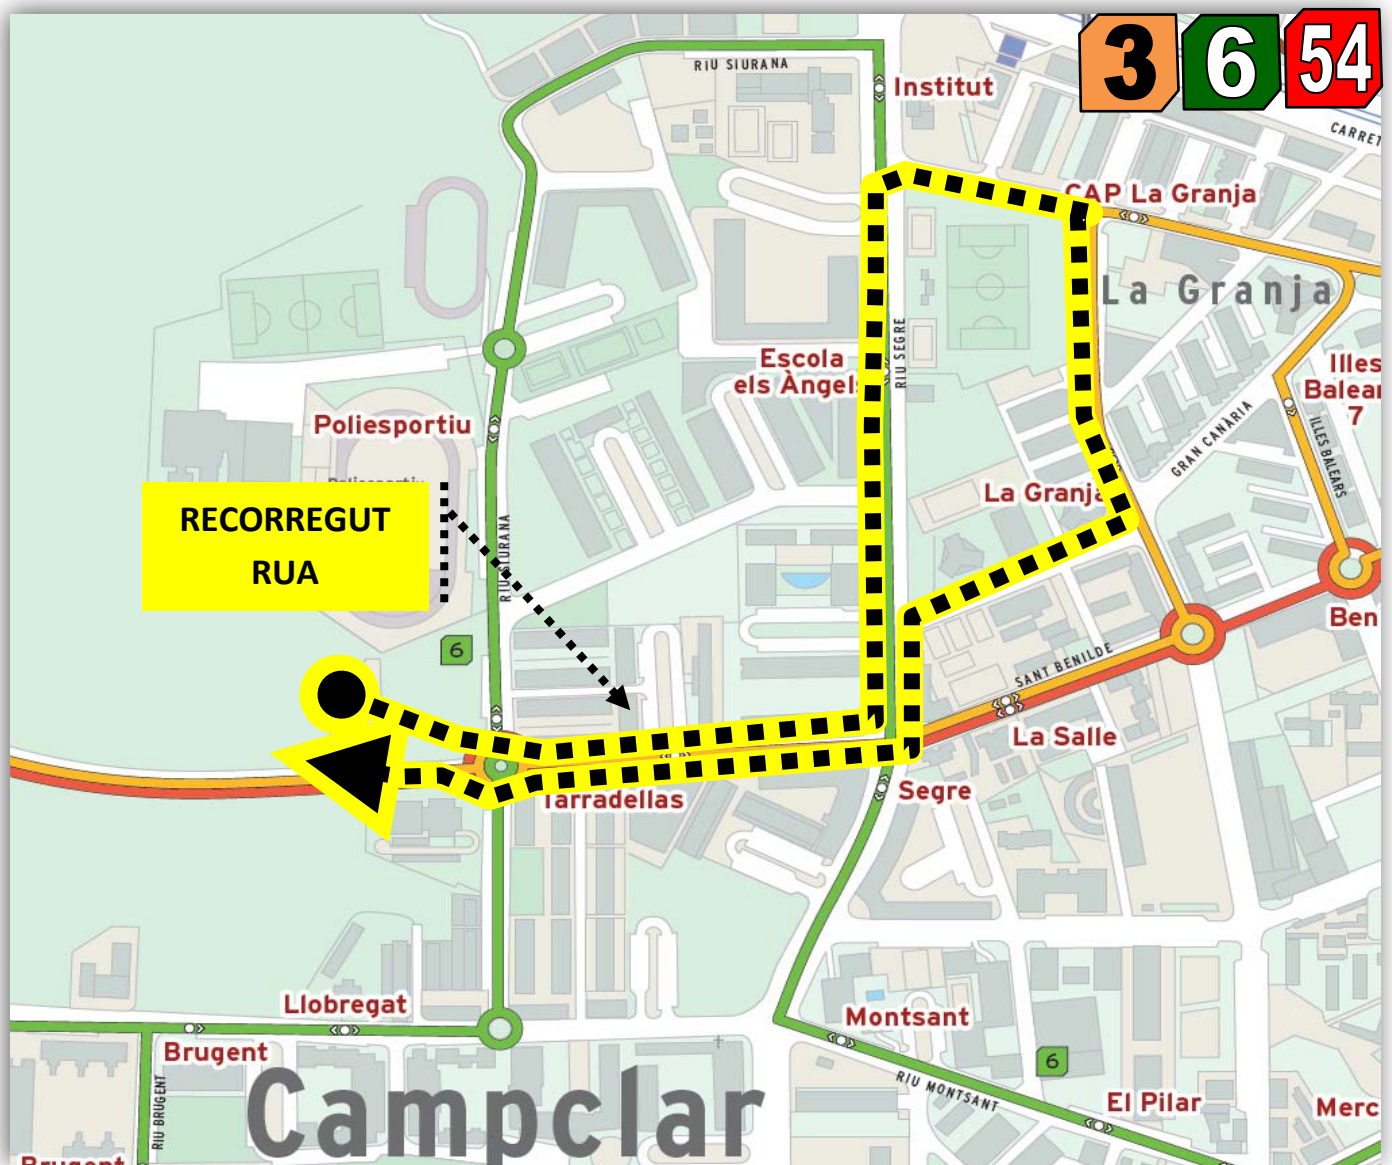 3 6 54
RIU SIURANA
Institut
CARRET
CAP La Granja
La Granja
RIU SEGRE
Escola
els Àngels
Illes
Balear
7
ILLES BALEARS
GRAN CANÀRIA
Poliesportiu
La Granja
RECORREGUT
RUA
RIU SIURANA
6
Ben
SANT BENILDE
La Salle
Tarradellas
Segre
Llobregat
Brugent
Montsant
6
RIU MONTSANT
El Pilar
Merc
Campclar
RIU BRUGENT
Brugent